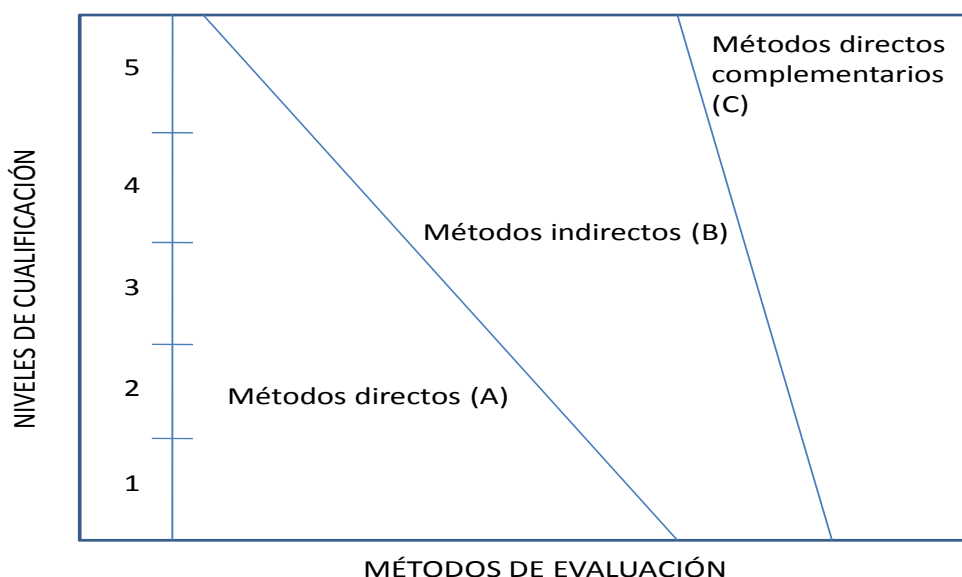 Métodos directos
complementarios
(C)
5
4
Métodos indirectos (B)
3
Métodos directos (A)
2
1
NIVELES DE CUALIFICACIÓN
MÉTODOS DE EVALUACIÓN